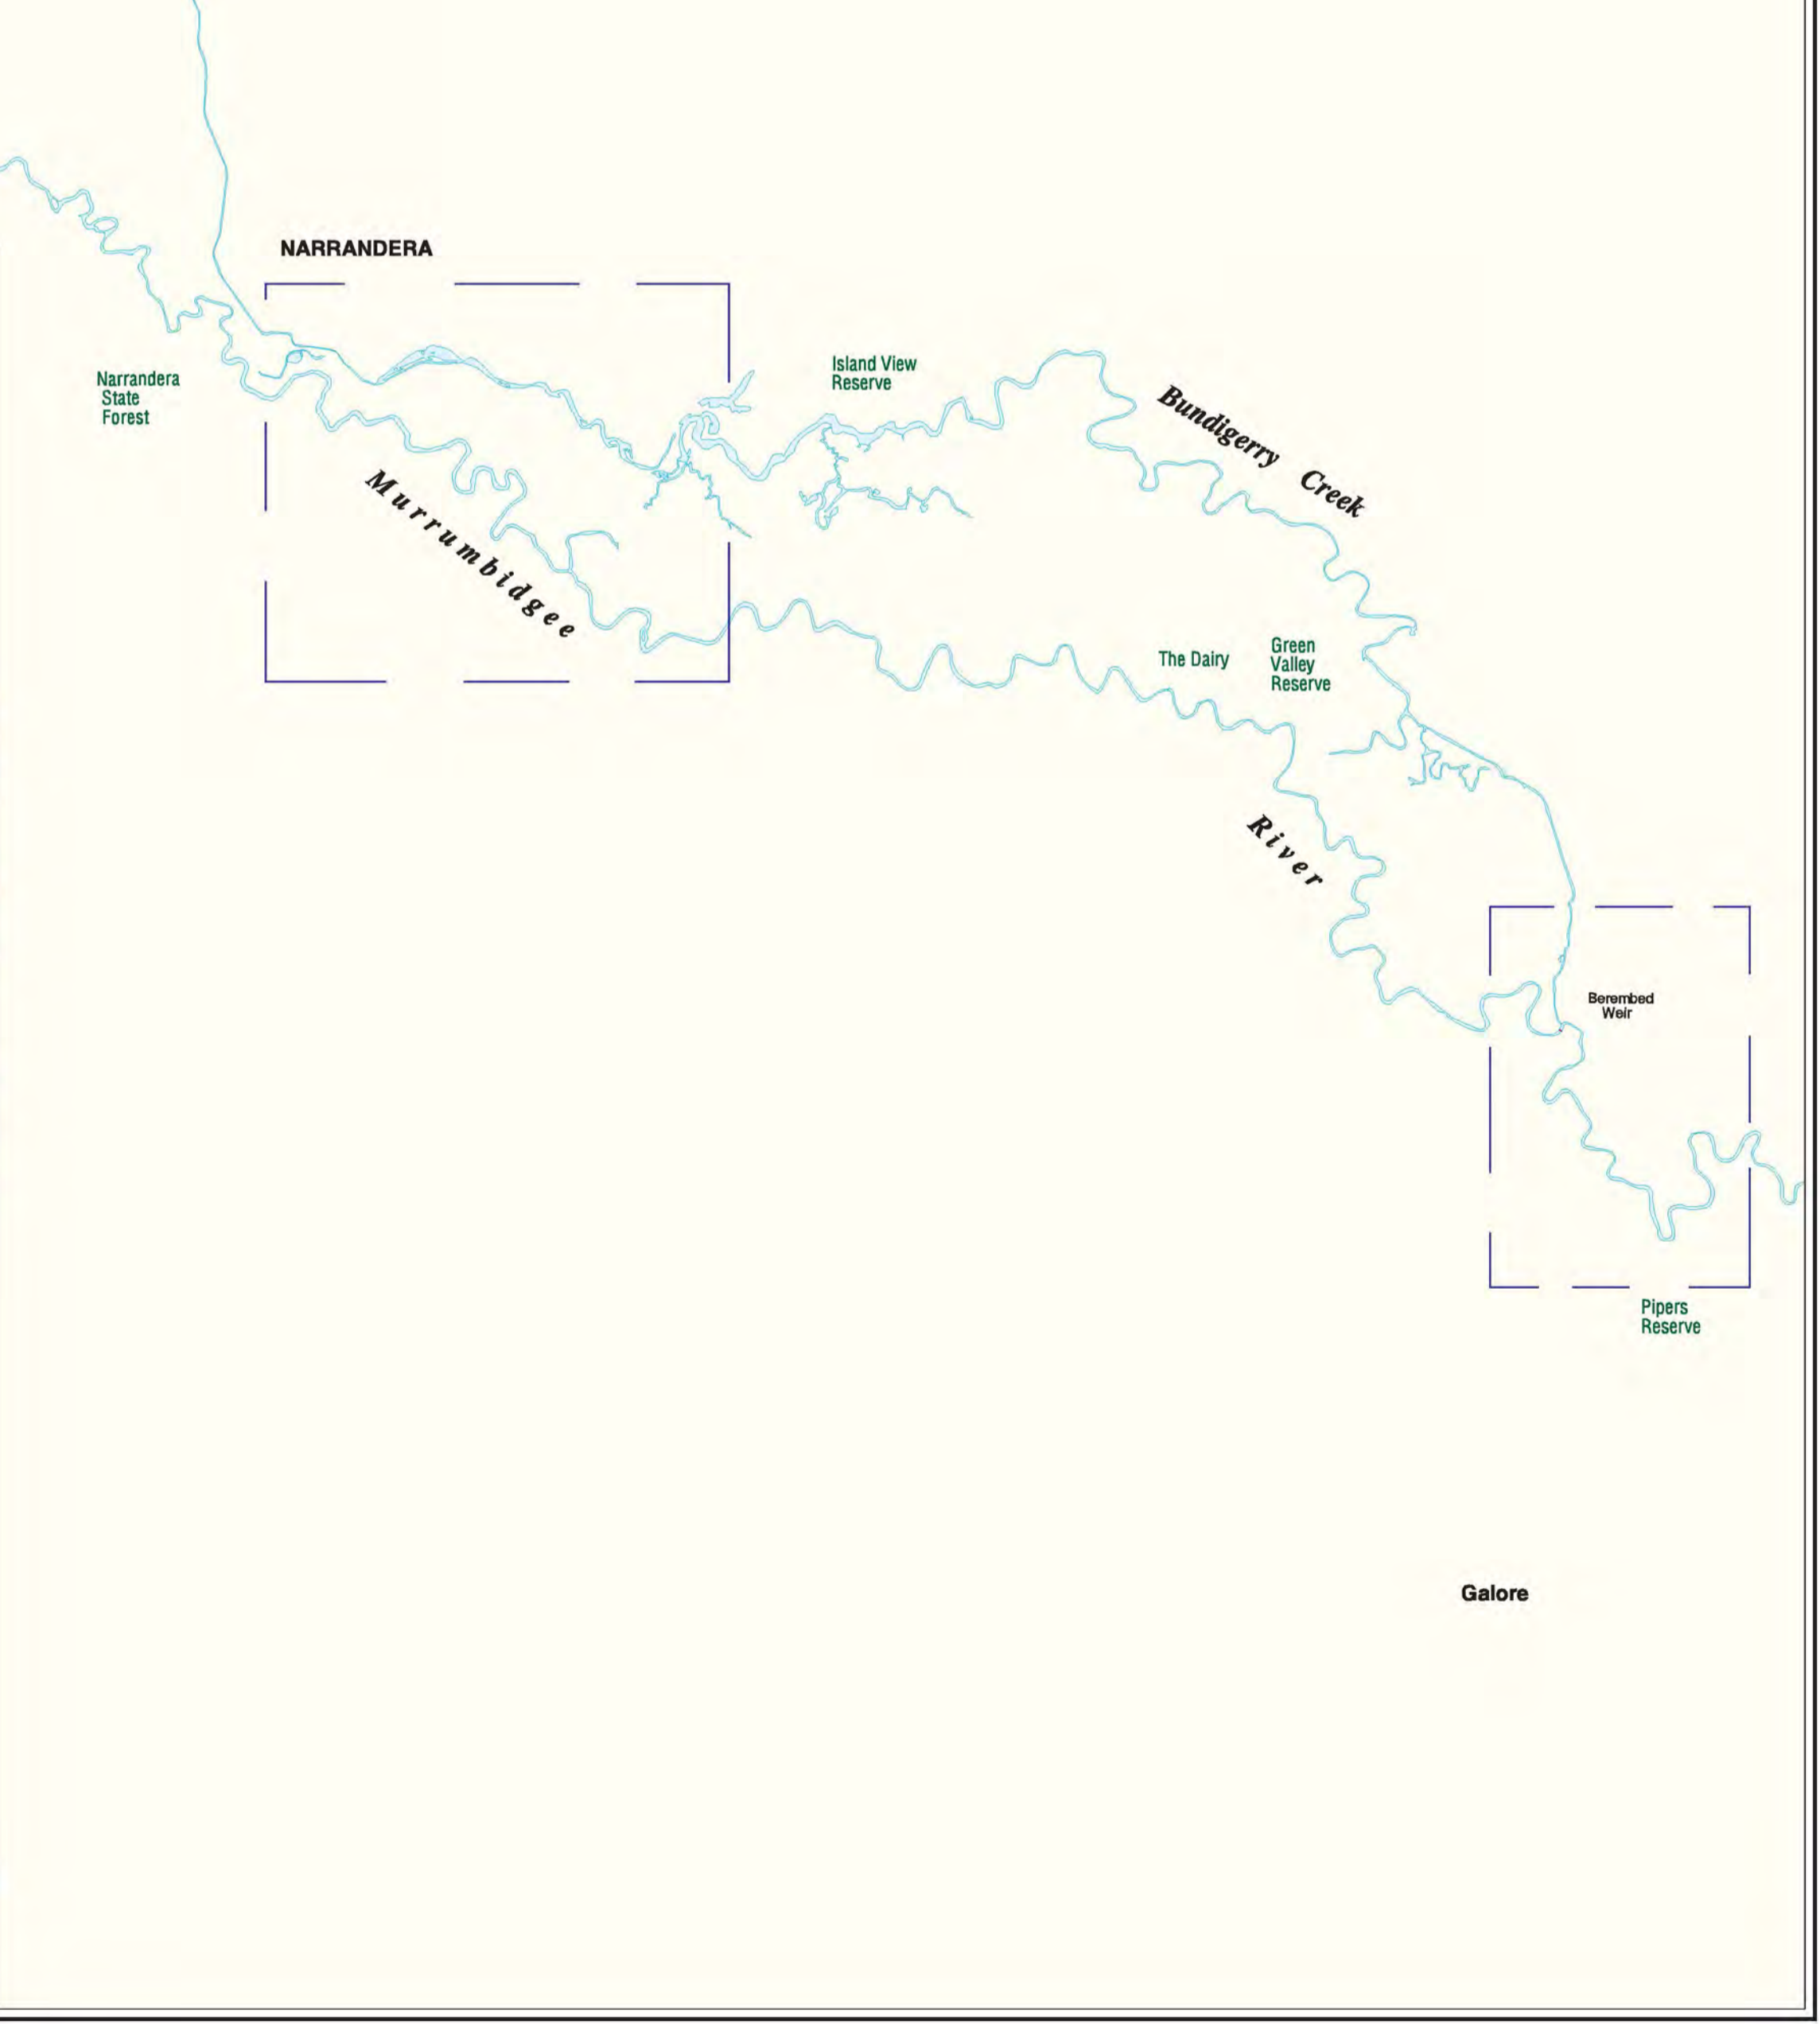 NARRANDERA
Island View
Reserve
Narrandera
State
Forest
Bundigerry Creek
Murrumbidgee
The Dairy
Green
Valley
Reserve
River
Berembed
Weir
Pipers
Reserve
Galore